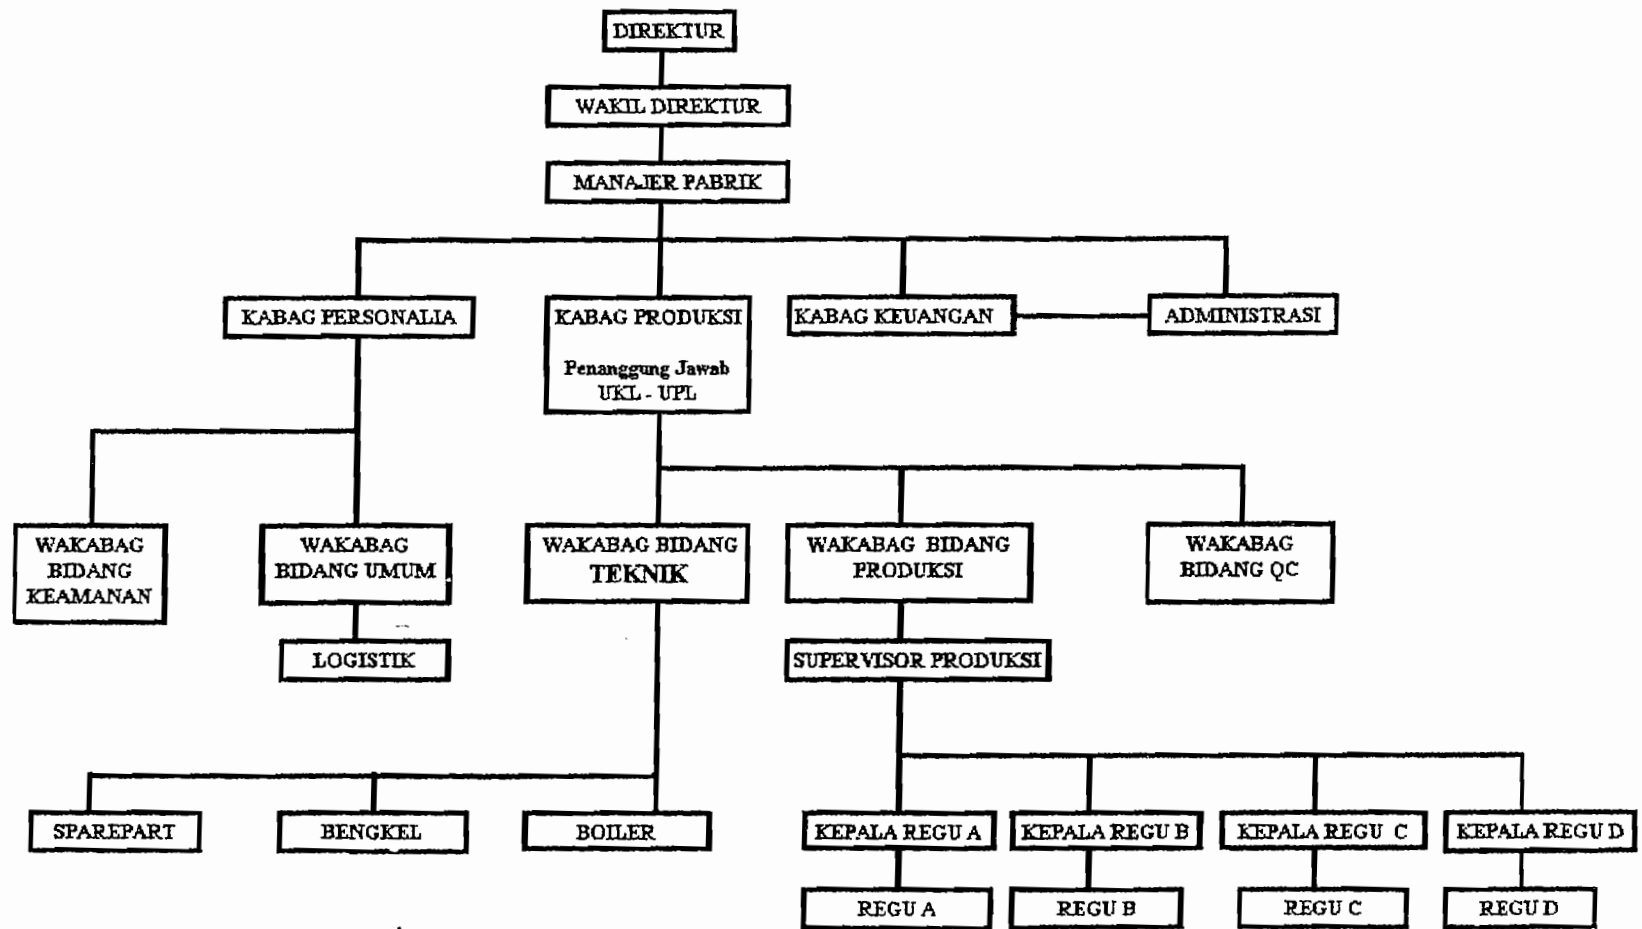 DIREKTUR
WAKIL DIREKTUR
MANAJER PABRIK
KABAG PERSONALIA
KABAG PRODUKSI
Penanggung Jawab
UKL - UPL
KABAG KEUANGAN
ADMINISTRASI
WAKABAG
BIDANG
KEAMANAN
WAKABAG
BIDANG UMUM
WAKABAG BIDANG
TEKNIK
WAKABAG BIDANG
PRODUKSI
WAKABAG
BIDANG QC
LOGISTIK
SUPERVISOR PRODUKSI
SPAREPART
BENGKEL
BOILER
KEPALA REGU A
KEPALA REGU B
KEPALA REGU C
KEPALA REGU D
REGU A
REGU B
REGU C
REGU D